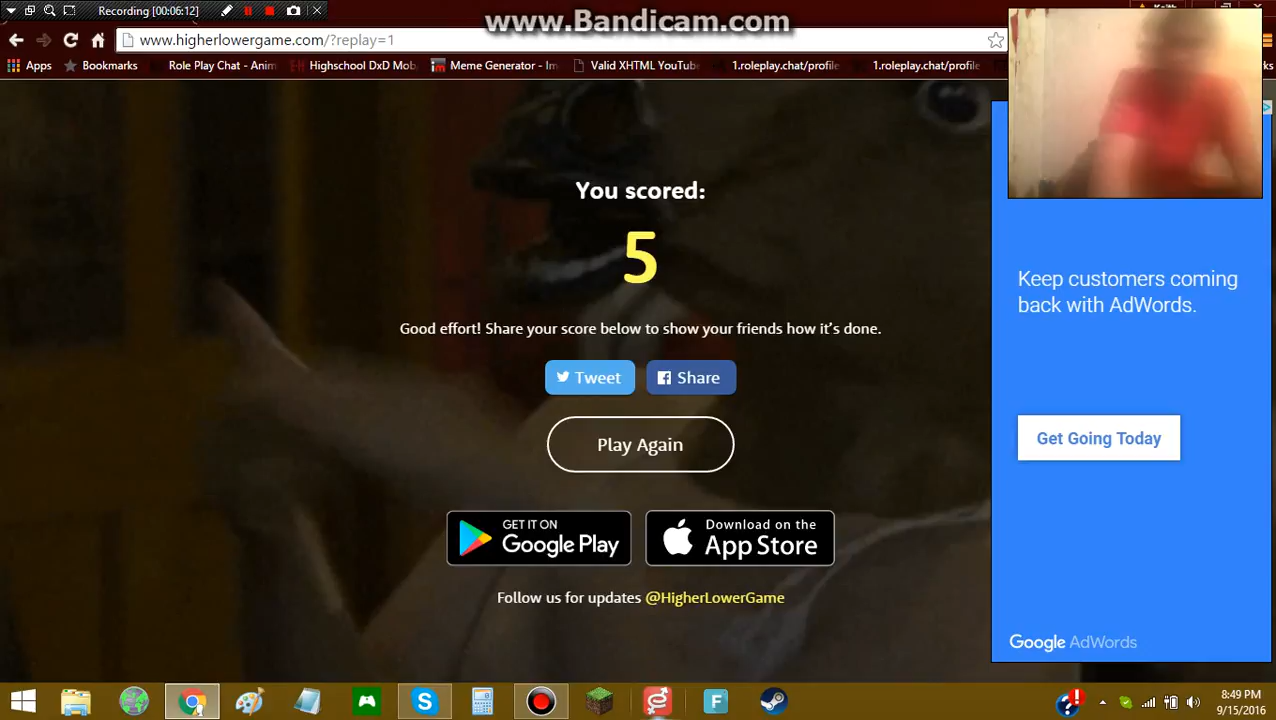 Recording [00:06:12]
www.Bandicam.com
www.higherlowergame.com/?replay=1
Apps Bookmarks Role Play Chat - Anim Highschool DxD Mob. Meme Generator - Im Valid XHTML YouTub 1.roleplay.chat/profile 1.roleplay.chat/profile
You scored:
5
Good effort! Share your score below to show your friends how it's done.
Tweet Share
Play Again
GET IT ON
Google Play
Download on the
App Store
Follow us for updates @HigherLowerGame
Keep customers coming
back with AdWords.
Get Going Today
Google AdWords
8:49 PM
9/15/2016